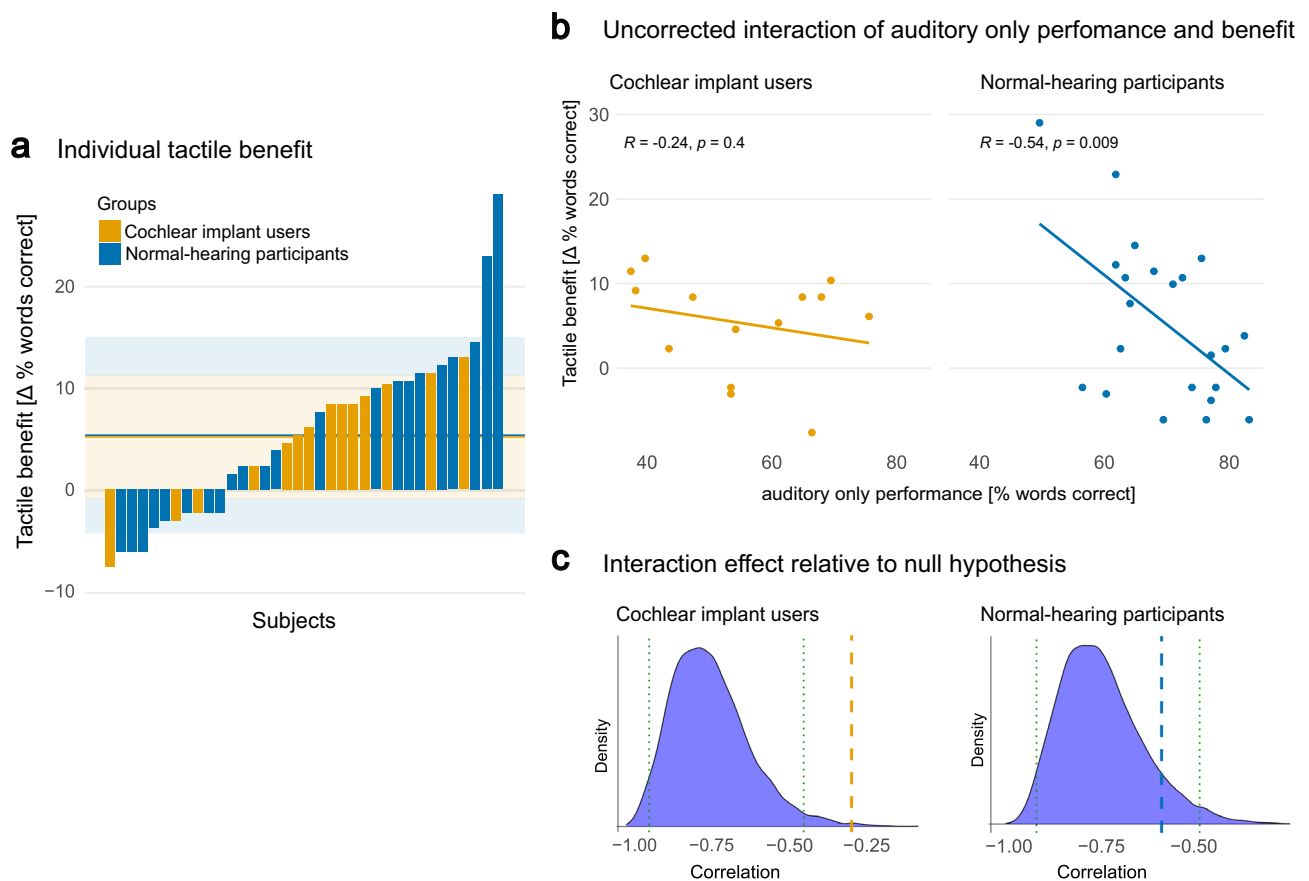 a Individual tactile benefit
Tactile benefit [Δ % words correct]
Groups
Cochlear implant users
Normal-hearing participants
20
10
0
−10
Subjects
b Uncorrected interaction of auditory only perfomance and benefit
Cochlear implant users
Normal-hearing participants
Tactile benefit [Δ % words correct]
30
20
10
0
R = -0.24, p = 0.4
R = -0.54, p = 0.009
40 60 80
40 60 80
auditory only performance [% words correct]
c Interaction effect relative to null hypothesis
Cochlear implant users
Density
−1.00 −0.75 −0.50 −0.25
Correlation
Normal-hearing participants
Density
−1.00 −0.75 −0.50
Correlation